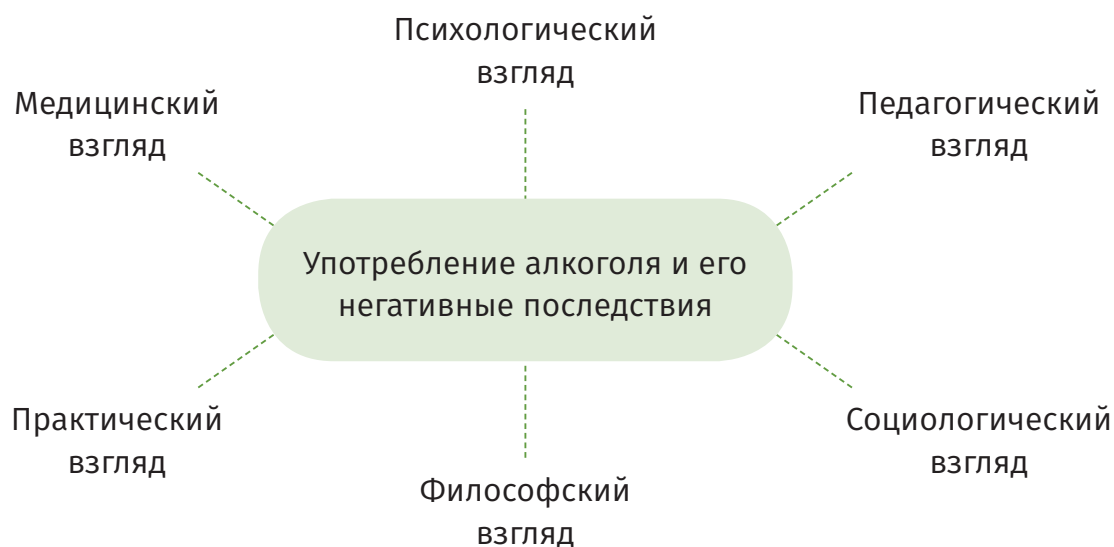 Психологический
взгляд
Медицинский
взгляд
Педагогический
взгляд
Употребление алкоголя и его
негативные последствия
Практический
взгляд
Социологический
взгляд
Философский
взгляд